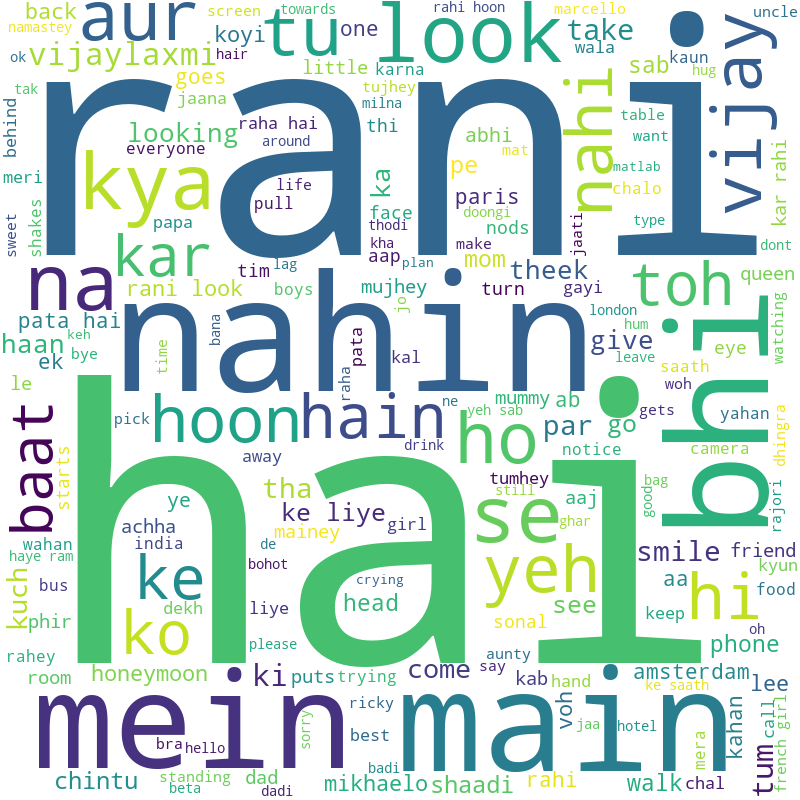 back
aur
screen
towards
rahi hoon
marcello
uncle
namastey
koyi
one
tu look
take
wala
kaun
hug
ok
hair
vijaylaxmi
goes
little
karna
sab
vijay
tak
jaana
tujhey
milna
nahi
behind
rani
looking
raha hai
thi
abhi
mat
table
want
everyone
around
kya
pe
matlab
kar rahi
meri
life
ka
paris
chalo
pull
face
doongi
type
sweet
shakes
papa
thodi
nods
jaati
dont
kar
kha
aap
make
mom
na
tim
lag
plan
theek
toh
queen
rani look
boys
mujhey
turn
gayi
nahin
jo
london
bhi
watching
pata hai
bana
hum
haan
keh
time
pata
give
leave
eye
ek
bye
kal
saath
le
raha
ne
mummy
ab
woh
hai
pick
hoon
hain
yeh sab
ho
par
go
gets
yahan
baat
drink
notice
camera
dhingra
starts
away
tumhey
bag
tha
still
se
aaj
good
rajori
ye
ke liye
girl
ghar
wahan
achha
mainey
yeh
smile
friend
india
de
haye ram
ke
bohot
aa
kyun
kuch
bus
crying
hi
food
dekh
liye
head
sonal
see
keep
phir
ko
please
aunty
oh
rahey
phone
room
honeymoon
ki
puts
trying
come
say
kab
hand
amsterdam
lee
mein
ricky
main
voh
ke saath
kahan
call
french girl
bra
hello
sorry
best
jaa
hotel
mera
tum
chintu
standing
dad
badi
mikhaelo
shaadi
rahi
walk
chal
beta
dadi